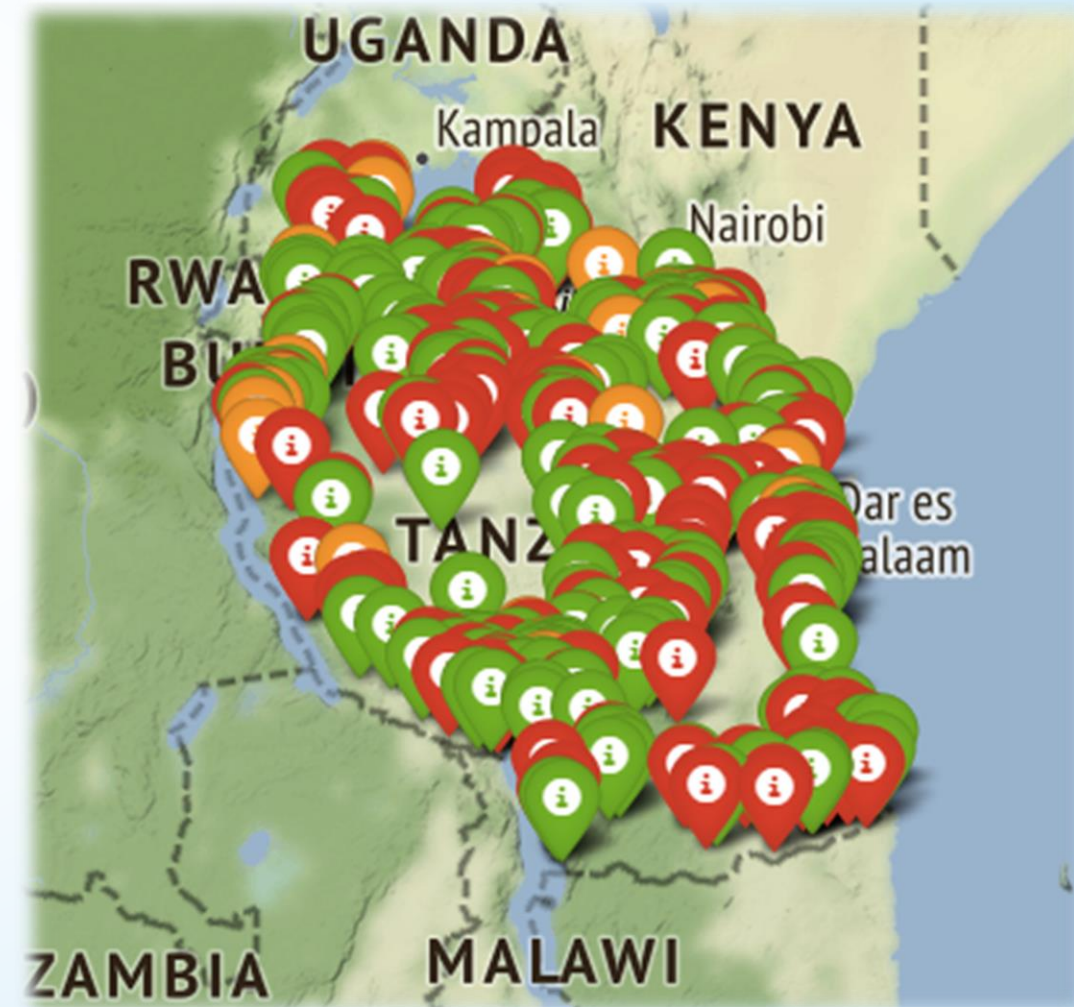 UGANDA
Kampala
KENYA
Nairobi
RWA
BU
TANZ
Dar es
alaam
ZAMBIA
MALAWI